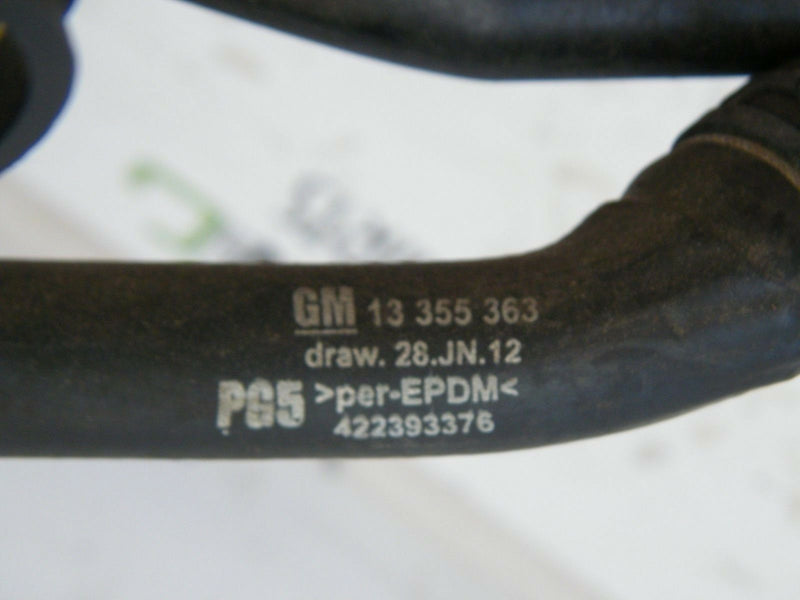 GM 13 355 363
draw. 28.JN.12
PG5 >per-EPDM<
422393376